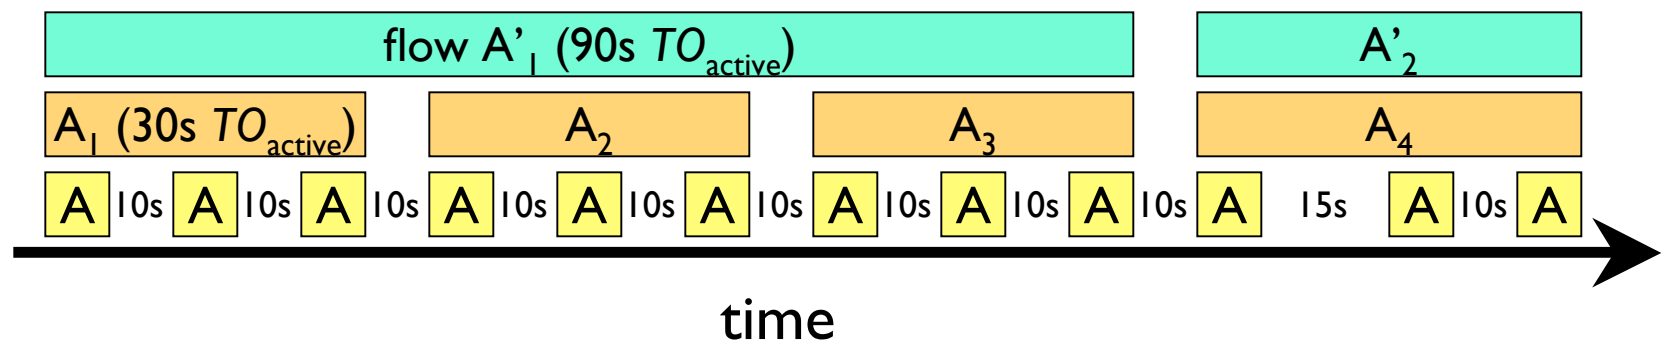 flow A’1 (90s TOactive) A’2
A1 (30s TOactive) A2 A3 A4
A 10s A 10s A 10s A 10s A 10s A 10s A 10s A 10s A 10s A 15s A 10s A
time